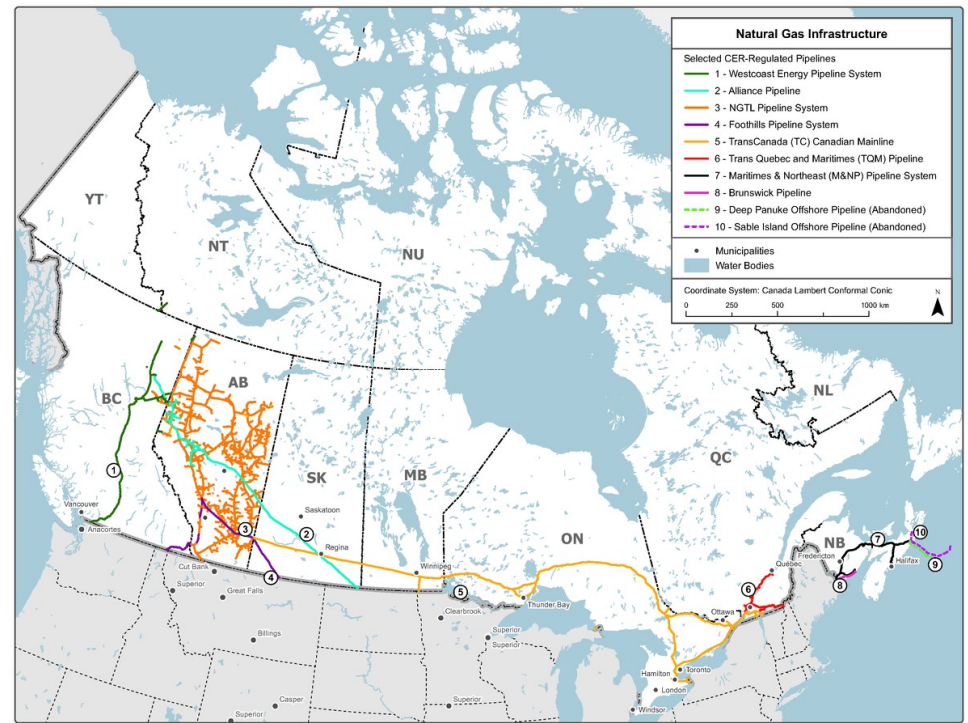 Natural Gas Infrastructure
Selected CER-Regulated Pipelines
1 - Westcoast Energy Pipeline System
2 - Alliance Pipeline
3 - NGTL Pipeline System
4 - Foothills Pipeline System
5 - TransCanada (TC) Canadian Mainline
6 - Trans Quebec and Maritimes (TQM) Pipeline
7 - Maritimes & Northeast (M&NP) Pipeline System
8 - Brunswick Pipeline
9 - Deep Panuke Offshore Pipeline (Abandoned)
10 - Sable Island Offshore Pipeline (Abandoned)
Municipalities
Water Bodies
Coordinate System: Canada Lambert Conformal Conic
N
0 250 500 1000 km
YT
NT
NU
BC
AB
SK
MB
ON
QC
NL
NB
1
2
3
4
5
6
7
8
9
10
Vancouver
Anacortes
Saskatoon
Regina
Winnipeg
Thunder Bay
Ottawa
Québec
Fredericton
Halifax
Toronto
Hamilton
London
Windsor
Cut Bank
Superior
Great Falls
Billings
Casper
Superior
Clearbrook
Superior
Superior
Superior